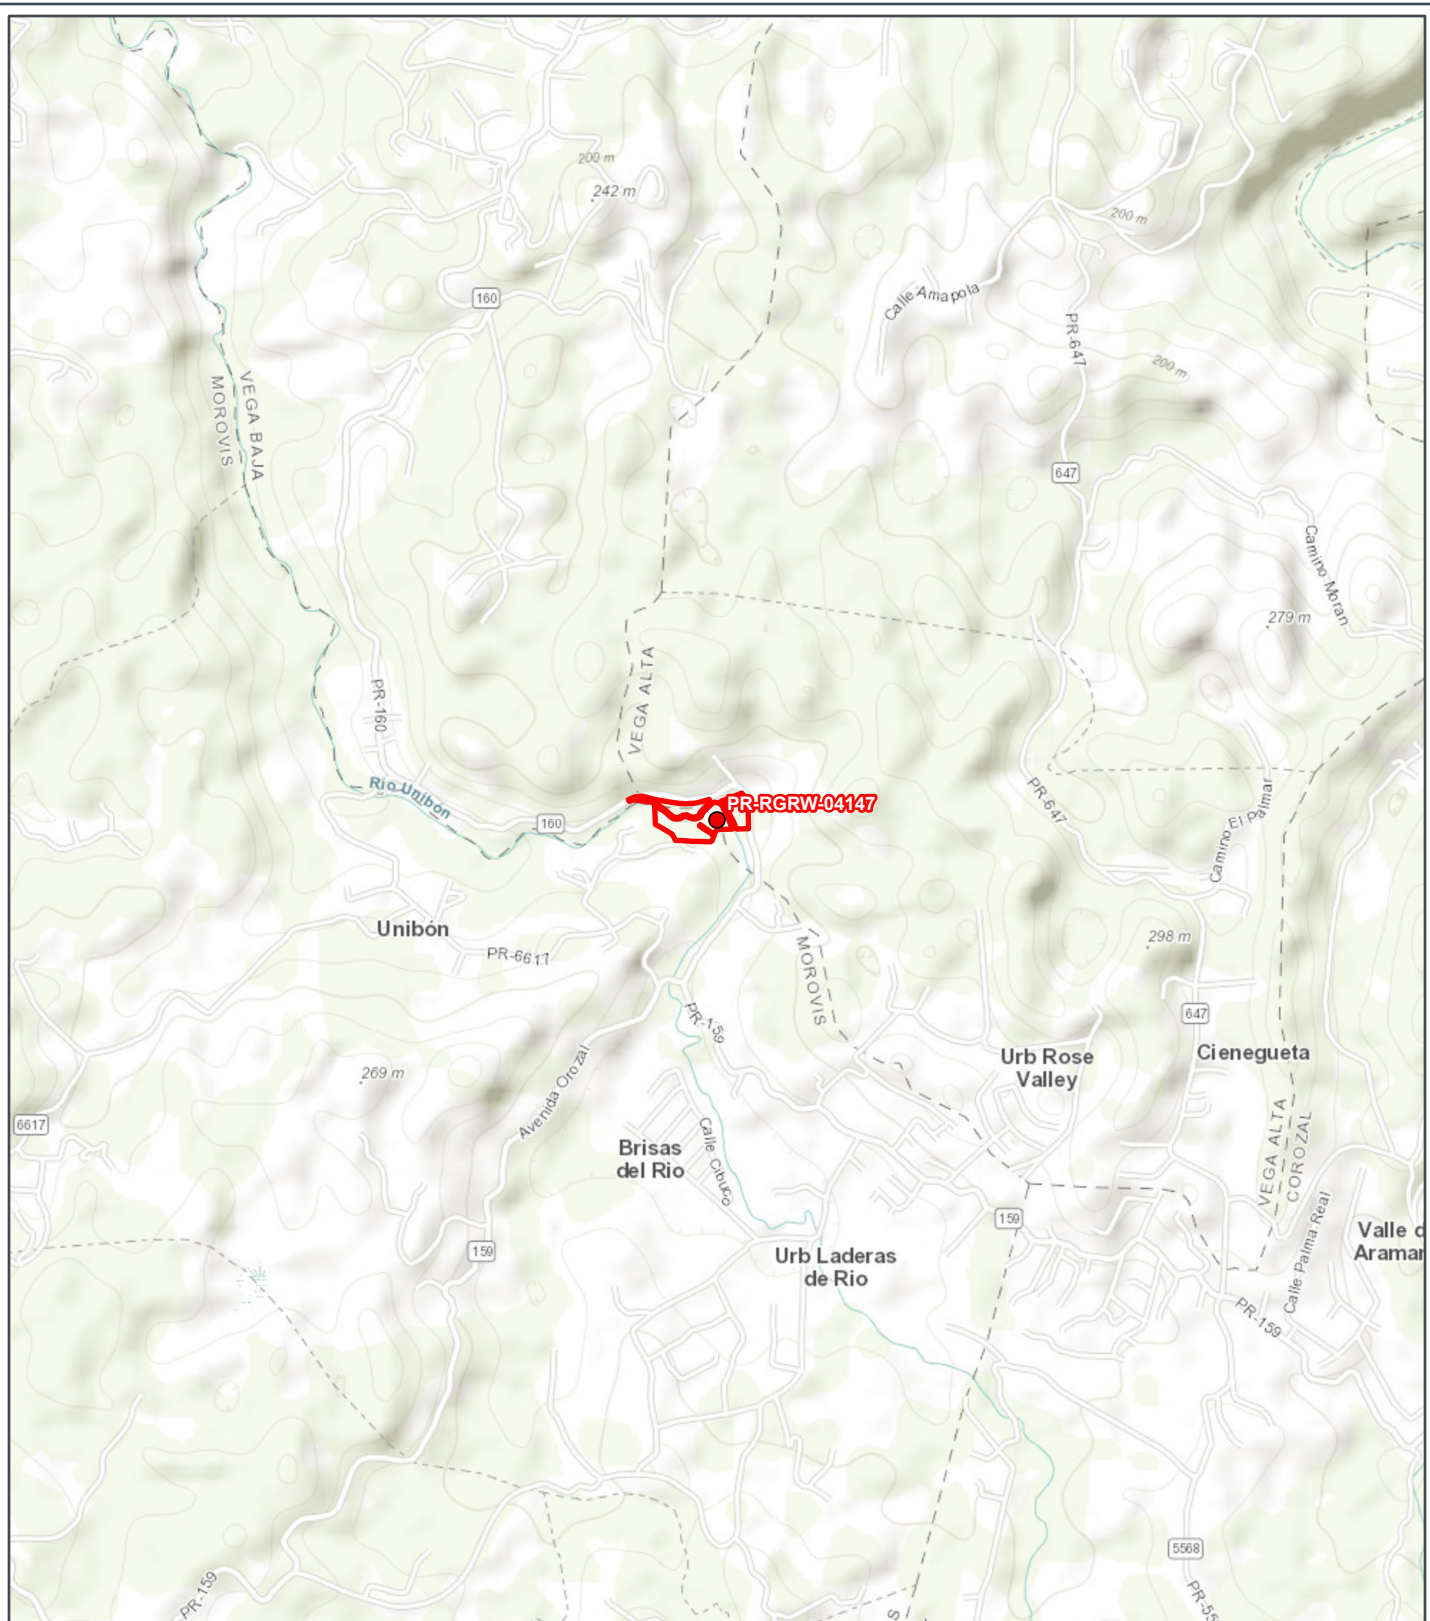 200 m
242 m
200 m
Calle Amapola
160
PR-647
200 m
VEGA BAJA
MOROVIS
647
Camino Moran
279 m
VEGA ALTA
PR-160
Rio Unibon
PR-RGRW-04147
160
PR-647
Camino El Palmar
Unibón
298 m
PR-6617
MOROVIS
647
PR-159
Urb Rose
Valley
Cienegueta
269 m
Avenida Orozal
6617
VEGA ALTA
COROZAL
Brisas
del Rio
Calle Cibuco
159
Calle Palma Real
159
Urb Laderas
de Rio
Valle d
Aramar
PR-159
5568
PR-159
PR-55
S